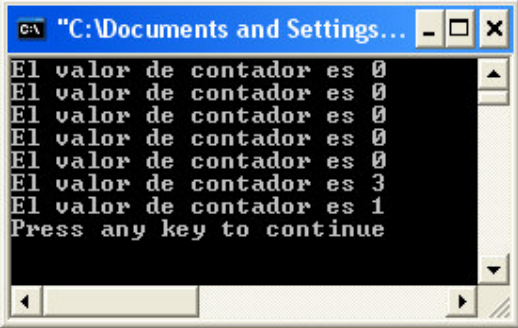 "C:\Documents and Settings...
El valor de contador es 0
El valor de contador es 0
El valor de contador es 0
El valor de contador es 0
El valor de contador es 0
El valor de contador es 3
El valor de contador es 1
Press any key to continue